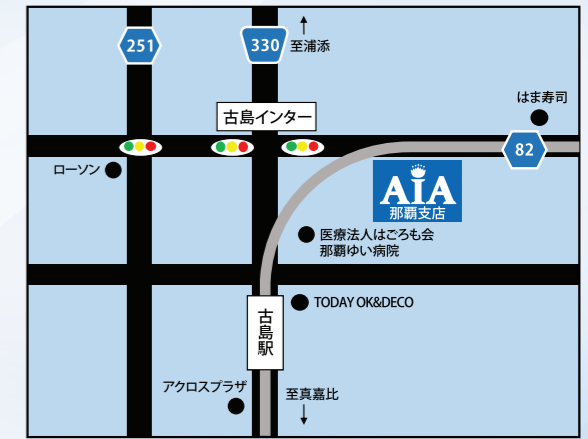 251
330
至浦添
はま寿司
古島インター
82
ローソン
AIA
那覇支店
医療法人はごろも会
那覇ゆい病院
TODAY OK&DECO
古島駅
アクロスプラザ
至真嘉比